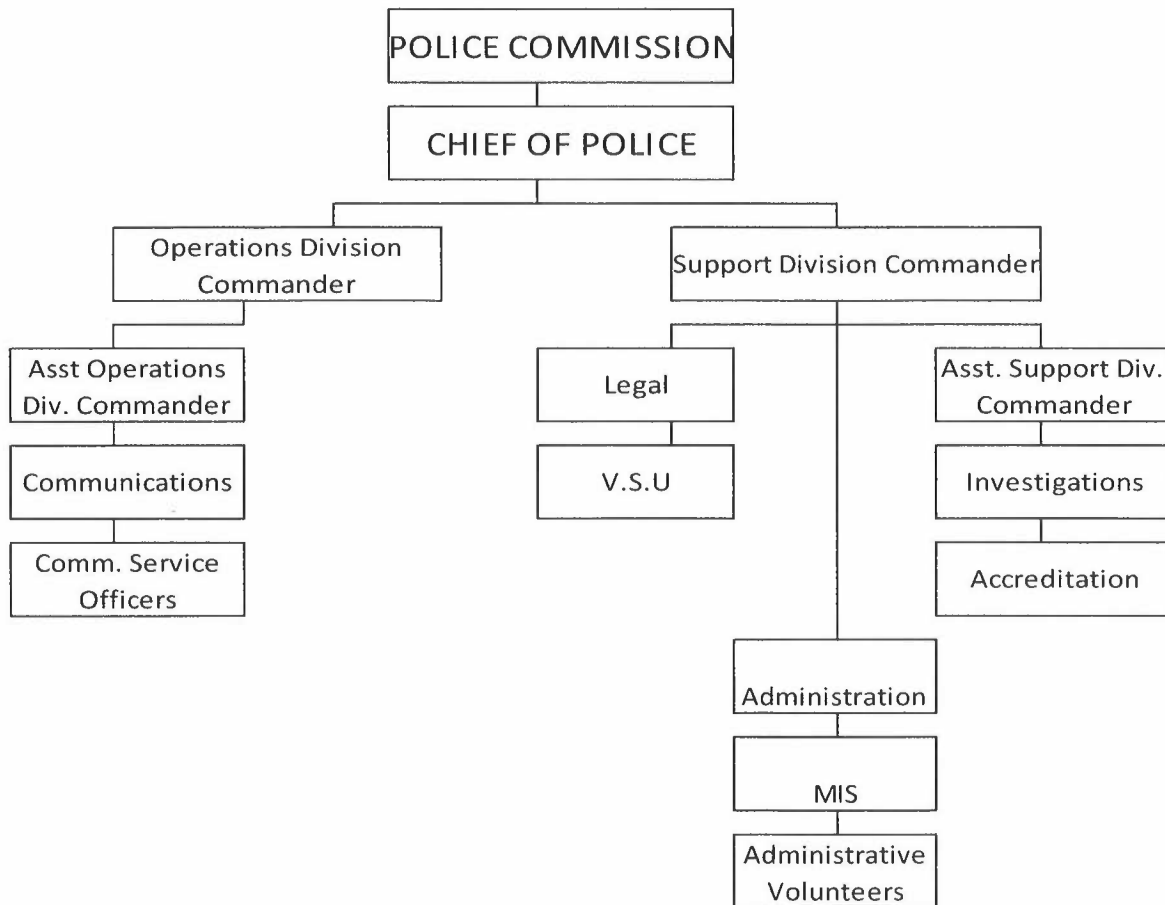 POLICE COMMISSION
CHIEF OF POLICE
Operations Division
Commander
Support Division Commander
Asst Operations
Div. Commander
Legal
Asst. Support Div.
Commander
Communications
V.S.U
Investigations
Comm. Service
Officers
Accreditation
Administration
MIS
Administrative
Volunteers